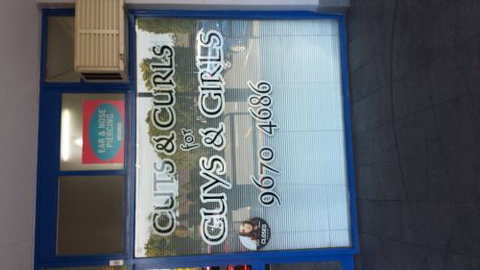 EAR & NOSE
PIERCING
CUTS & CURLS
for
GUYS & GIRLS
9670 4686
CLOSED